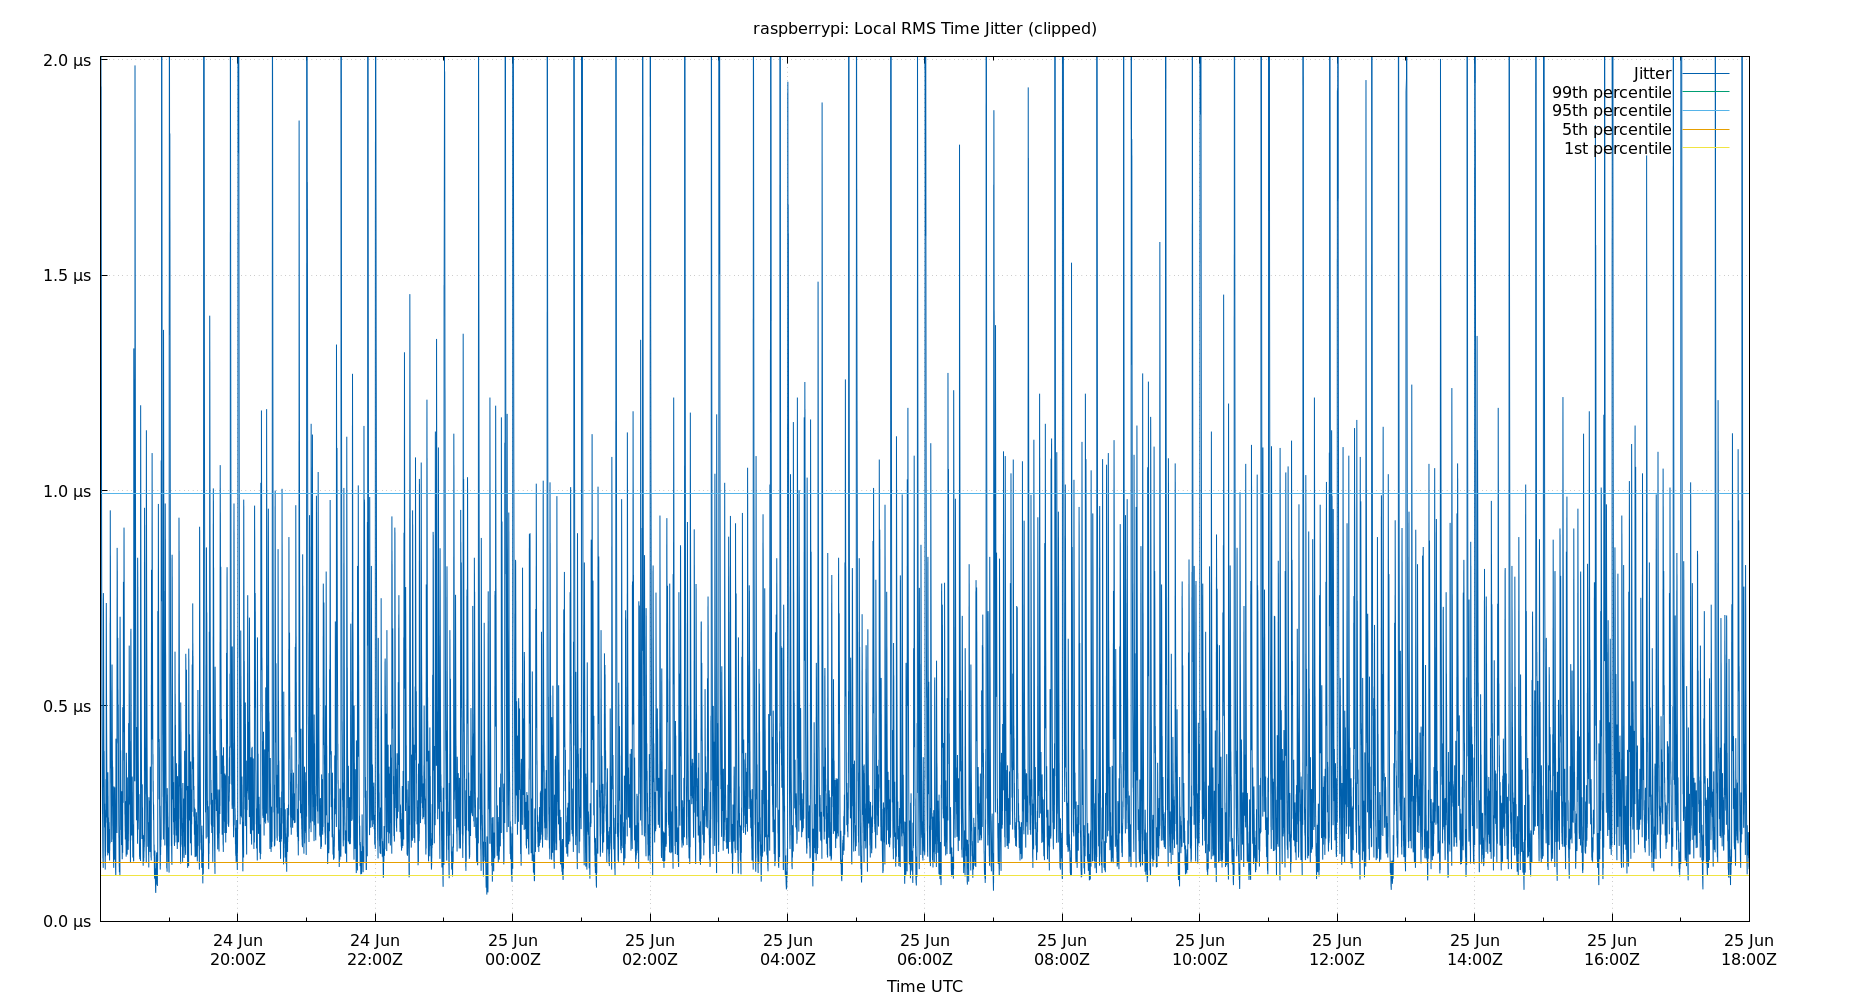 raspberrypi: Local RMS Time Jitter (clipped)
2.0 µs
1.5 µs
1.0 µs
0.5 µs
0.0 µs
Jitter
99th percentile
95th percentile
5th percentile
1st percentile
24 Jun 24 Jun 25 Jun 25 Jun 25 Jun 25 Jun 25 Jun 25 Jun 25 Jun 25 Jun 25 Jun 25 Jun
20:00Z 22:00Z 00:00Z 02:00Z 04:00Z 06:00Z 08:00Z 10:00Z 12:00Z 14:00Z 16:00Z 18:00Z
Time UTC